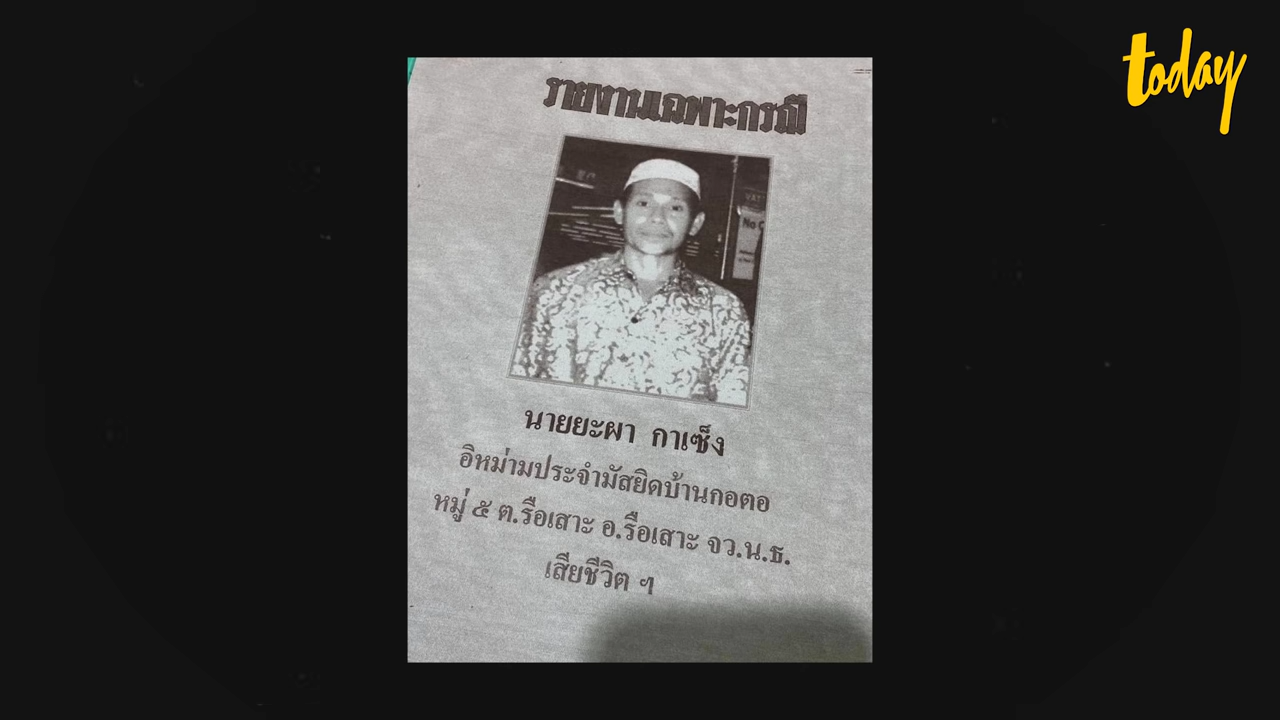 today
รายงานเฉพาะกรณี
No
นายยะผา กาเซ็ง
อิหม่ามประจำมัสยิดบ้านกอตอ
หมู่ ๕ ต.รือเสาะ อ.รือเสาะ จว.น.ธ.
เสียชีวิต ฯ